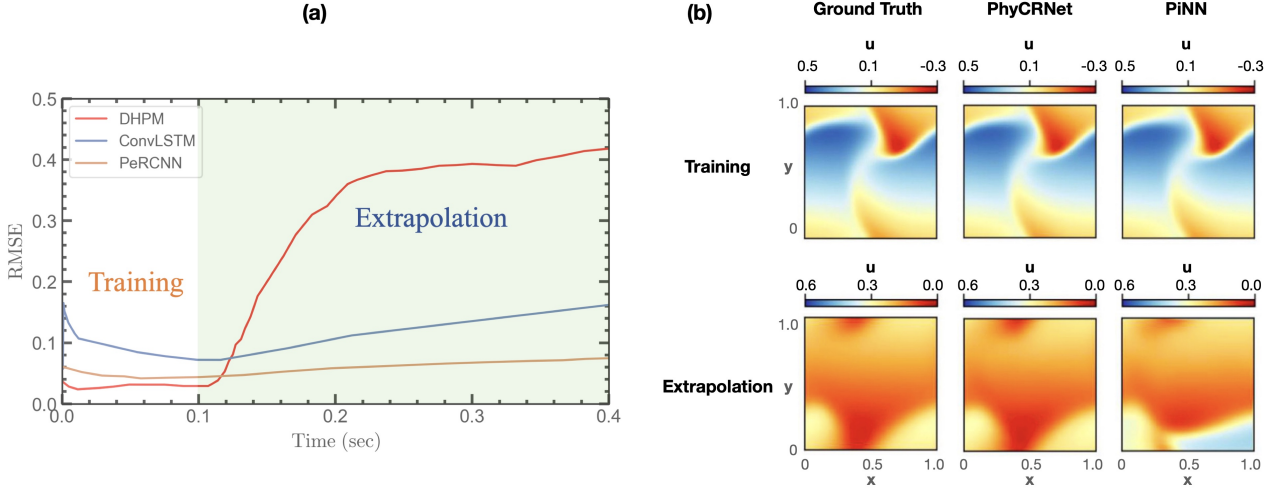 (a)
0.5
0.4
0.3
0.2
0.1
0.0
RMSE
DHPM
ConvLSTM
PeRCNN
Training
Extrapolation
0.0 0.1 0.2 0.3 0.4
Time (sec)
(b)
Ground Truth PhyCRNet PiNN
u u u
0.5 0.1 -0.3 0.5 0.1 -0.3 0.5 0.1 -0.3
1.0
Training y
0
u u u
0.6 0.3 0.0 0.6 0.3 0.0 0.6 0.3 0.0
1.0
Extrapolation y
0
0 0.5 1.0 0 0.5 1.0 0 0.5 1.0
x x x